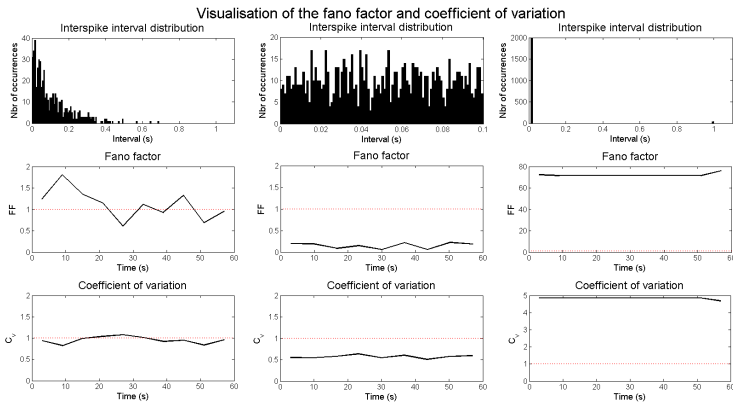 Visualisation of the fano factor and coefficient of variation
Interspike interval distribution
Nbr of occurrences
40
30
20
10
0
0 0.2 0.4 0.6 0.8 1
Interval (s)
Interspike interval distribution
Nbr of occurrences
20
15
10
5
0
0 0.02 0.04 0.06 0.08 0.1
Interval (s)
Interspike interval distribution
Nbr of occurrences
2000
1500
1000
500
0
0.2 0.4 0.6 0.8 1
Interval (s)
Fano factor
FF
2
1.5
1
0.5
0
0 10 20 30 40 50 60
Time (s)
Fano factor
FF
2
1.5
1
0.5
0
0 10 20 30 40 50 60
Time (s)
Fano factor
FF
80
60
40
20
0
0 10 20 30 40 50 60
Time (s)
Coefficient of variation
Cv
2
1.5
1
0.5
0
0 10 20 30 40 50 60
Time (s)
Coefficient of variation
Cv
2
1.5
1
0.5
0
0 10 20 30 40 50 60
Time (s)
Coefficient of variation
Cv
5
4
3
2
1
0
0 10 20 30 40 50 60
Time (s)